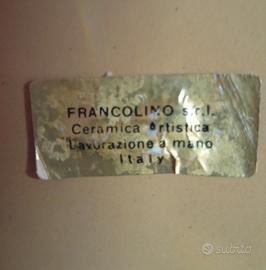 FRANCOLINO s.r.l.
Ceramica Artistica
Lavorazione a mano
Italy
subito